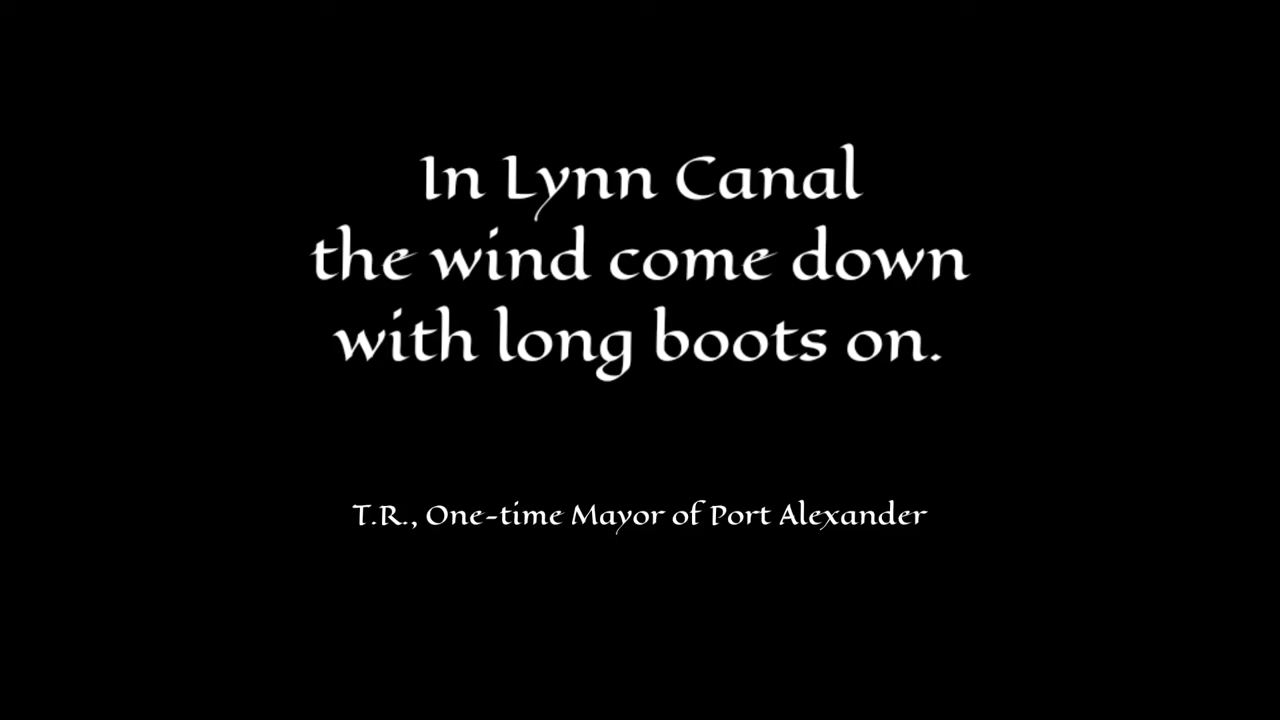 In Lynn Canal
the wind come down
with long boots on.
T.R., One-time Mayor of Port Alexander